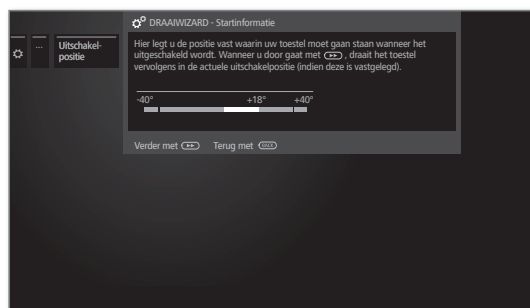 DRAAIWIZARD - Startinformatie
...
Uitschakel-
positie
Hier legt u de positie vast waarin uw toestel moet gaan staan wanneer het
uitgeschakeld wordt. Wanneer u door gaat met , draait het toestel
vervolgens in de actuele uitschakelpositie (indien deze is vastgelegd).
-40° +18° +40°
Verder met Terug met BACK